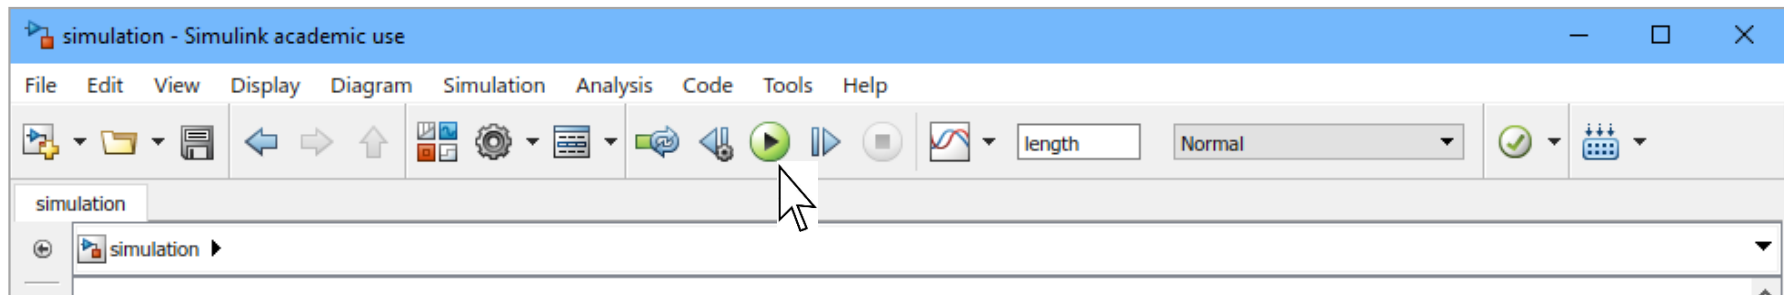 simulation - Simulink academic use
File Edit View Display Diagram Simulation Analysis Code Tools Help
length Normal
simulation
simulation